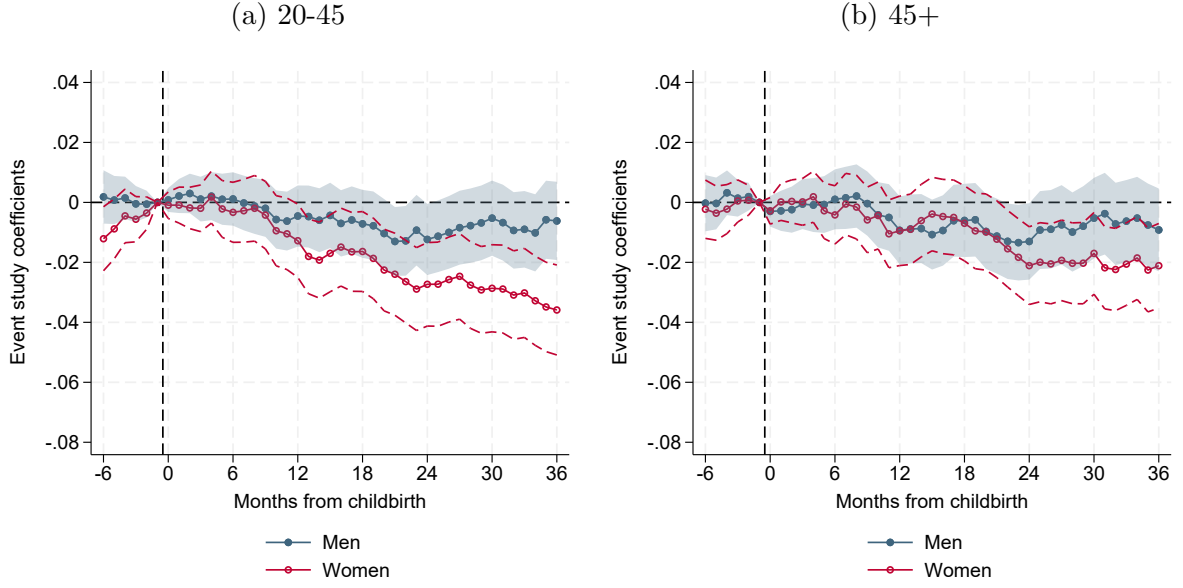 (a) 20-45
.04
.02
0
-.02
-.04
-.06
-.08
Event study coefficients
-6 0 6 12 18 24 30 36
Months from childbirth
Men
Women
(b) 45+
.04
.02
0
-.02
-.04
-.06
-.08
Event study coefficients
-6 0 6 12 18 24 30 36
Months from childbirth
Men
Women